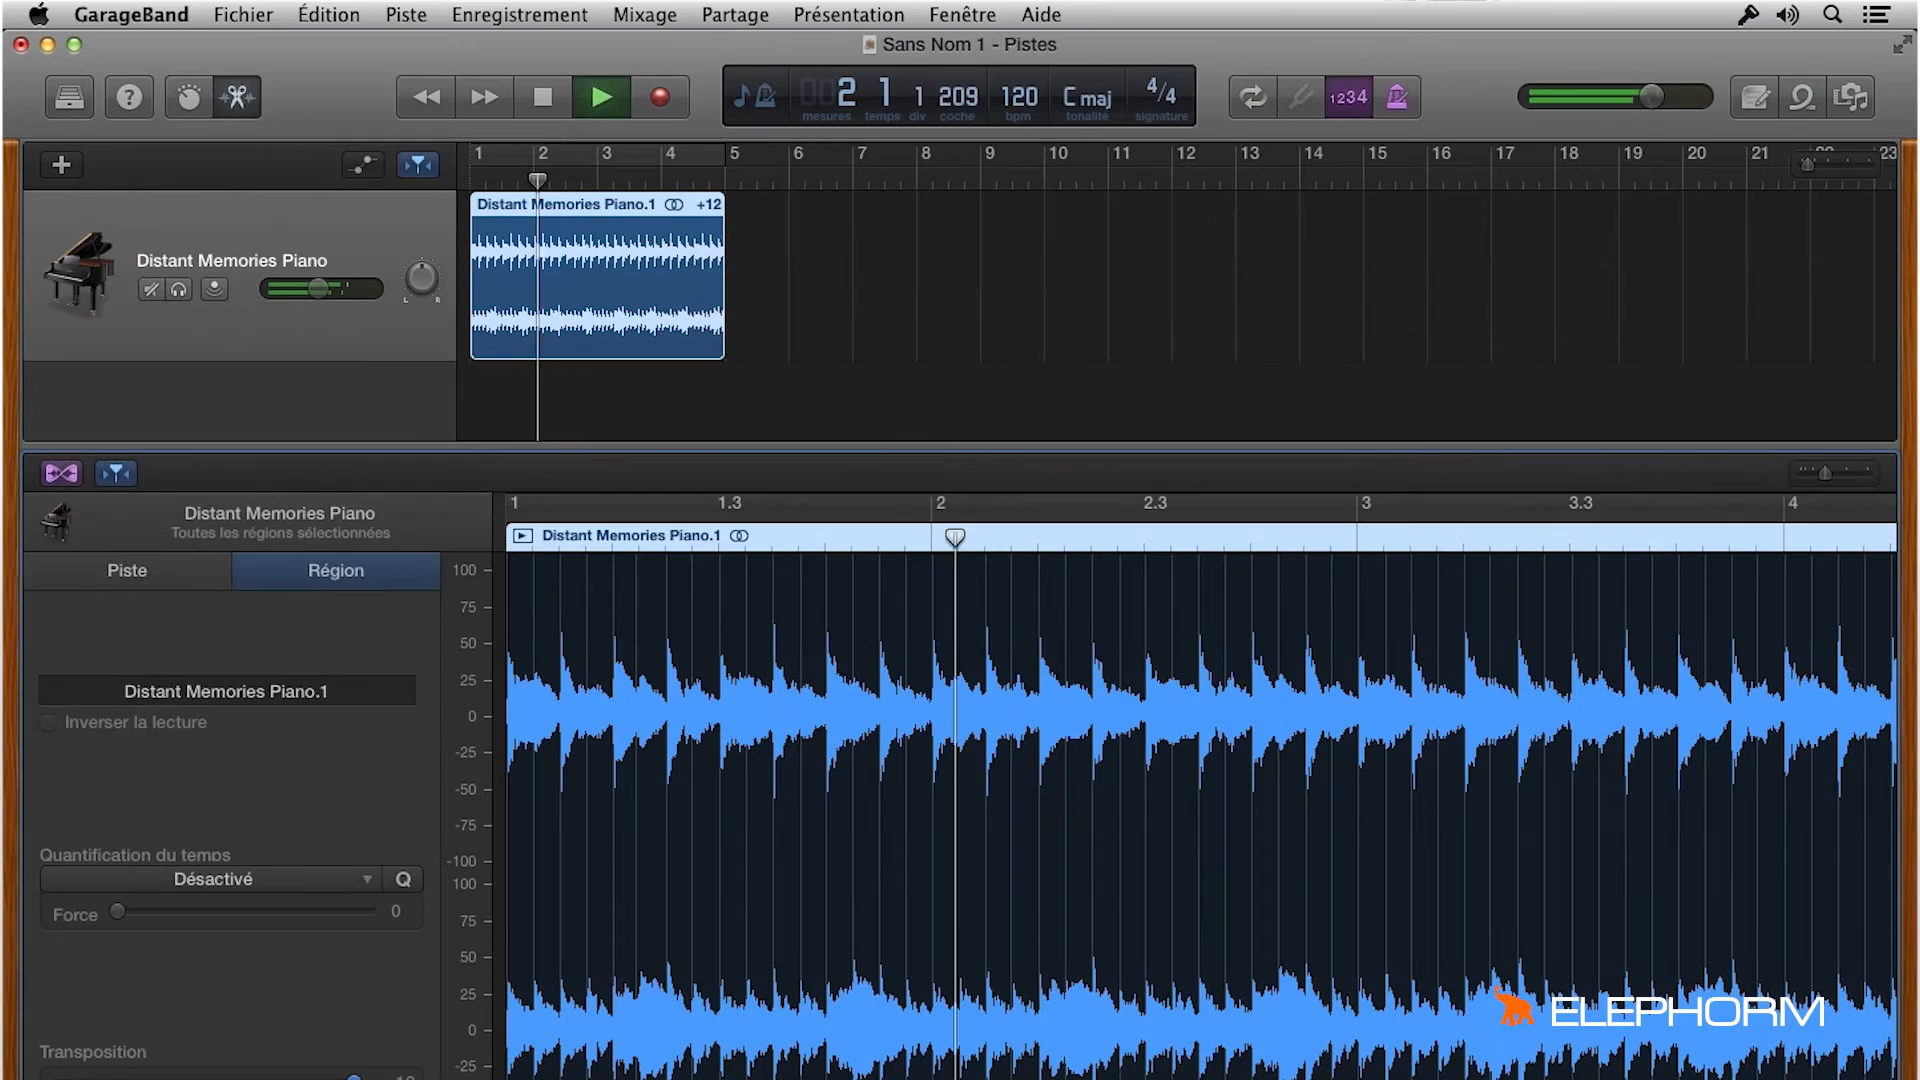 GarageBand Fichier Édition Piste Enregistrement Mixage Partage Présentation Fenêtre Aide
Sans Nom 1 - Pistes
2 1 1 209 120 C maj 4/4
mesures temps div coche bpm tonalité signature
1234
1 2 3 4 5 6 7 8 9 10 11 12 13 14 15 16 17 18 19 20 21 22 23
Distant Memories Piano.1 +12
Distant Memories Piano
L R
1 1.3 2 2.3 3 3.3 4
Distant Memories Piano
Toutes les régions sélectionnées
Distant Memories Piano.1
Piste Région
Distant Memories Piano.1
Inverser la lecture
Quantification du temps
Désactivé Q
Force 0
Transposition
100
75
50
25
0
-25
-50
-75
-100
100
75
50
25
0
-25
ELEPHORM